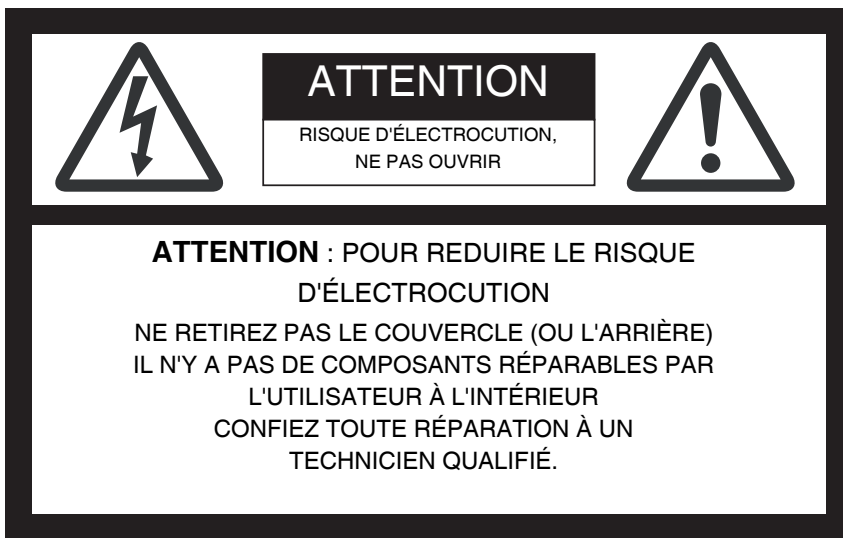 ATTENTION
RISQUE D'ÉLECTROCUTION,
NE PAS OUVRIR
ATTENTION : POUR REDUIRE LE RISQUE
D'ÉLECTROCUTION
NE RETIREZ PAS LE COUVERCLE (OU L'ARRIÈRE)
IL N'Y A PAS DE COMPOSANTS RÉPARABLES PAR
L'UTILISATEUR À L'INTÉRIEUR
CONFIEZ TOUTE RÉPARATION À UN
TECHNICIEN QUALIFIÉ.